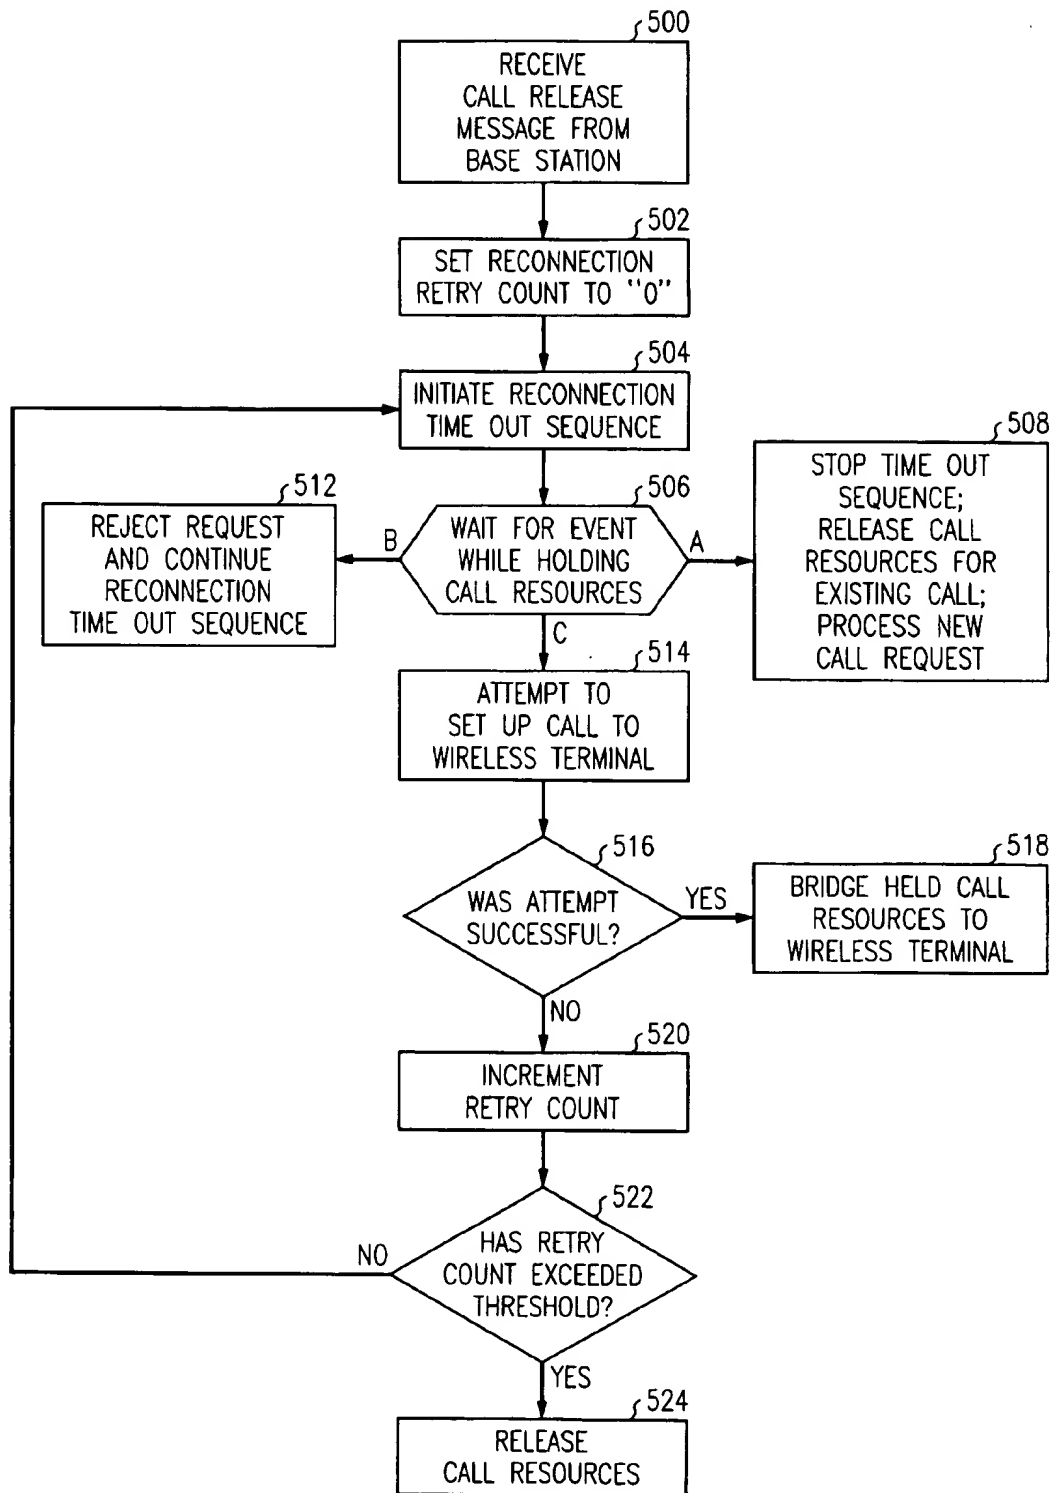 500
RECEIVE
CALL RELEASE
MESSAGE FROM
BASE STATION
502
SET RECONNECTION
RETRY COUNT TO "0"
504
INITIATE RECONNECTION
TIME OUT SEQUENCE
506
WAIT FOR EVENT
WHILE HOLDING
CALL RESOURCES
A
508
STOP TIME OUT
SEQUENCE;
RELEASE CALL
RESOURCES FOR
EXISTING CALL;
PROCESS NEW
CALL REQUEST
B
512
REJECT REQUEST
AND CONTINUE
RECONNECTION
TIME OUT SEQUENCE
C
514
ATTEMPT TO
SET UP CALL TO
WIRELESS TERMINAL
516
WAS ATTEMPT
SUCCESSFUL?
YES
518
BRIDGE HELD CALL
RESOURCES TO
WIRELESS TERMINAL
NO
520
INCREMENT
RETRY COUNT
522
HAS RETRY
COUNT EXCEEDED
THRESHOLD?
NO
YES
524
RELEASE
CALL RESOURCES